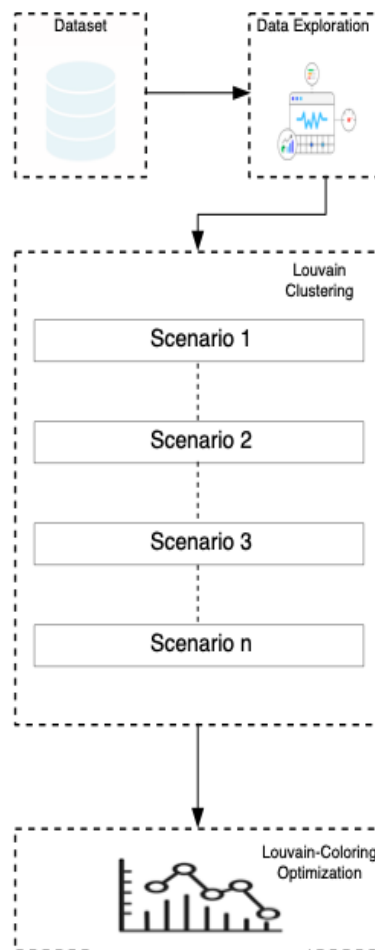 Dataset
Data Exploration
Louvain
Clustering
Scenario 1
Scenario 2
Scenario 3
Scenario n
Louvain-Coloring
Optimization